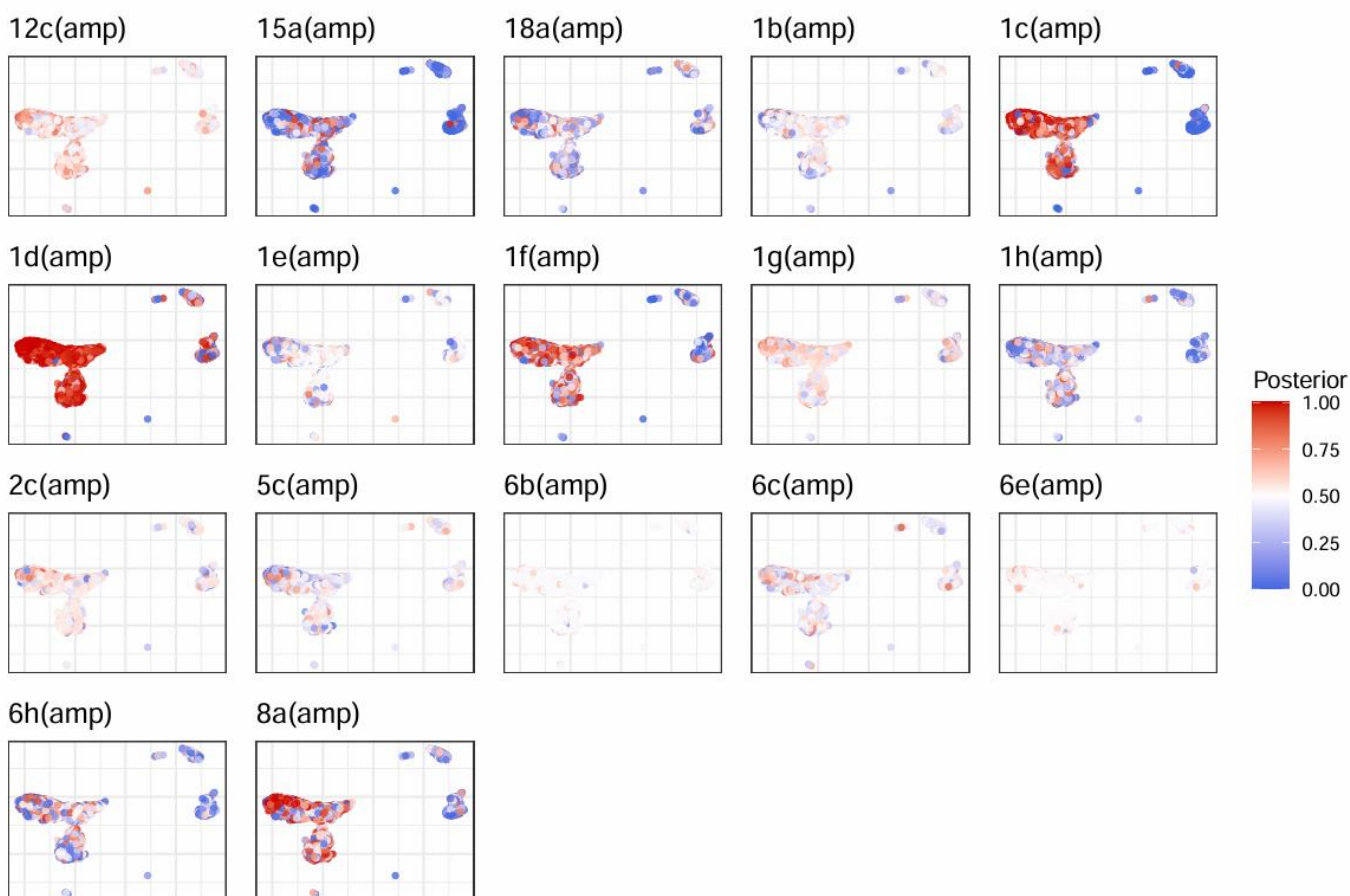 12c(amp) 15a(amp) 18a(amp) 1b(amp) 1c(amp)
1d(amp) 1e(amp) 1f(amp) 1g(amp) 1h(amp)
Posterior
1.00
0.75
0.50
0.25
0.00
2c(amp) 5c(amp) 6b(amp) 6c(amp) 6e(amp)
6h(amp) 8a(amp)